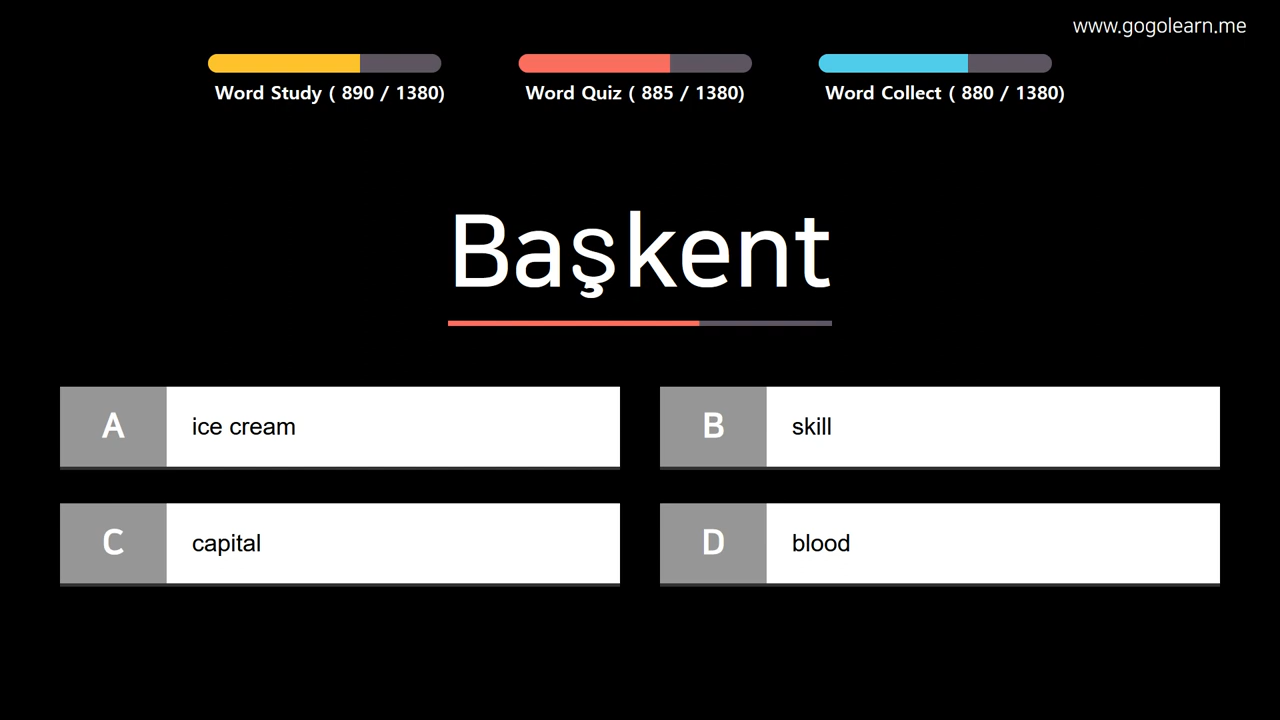 www.gogolearn.me
Word Study ( 890 / 1380)
Word Quiz ( 885 / 1380)
Word Collect ( 880 / 1380)
Başkent
A
ice cream
B
skill
C
capital
D
blood